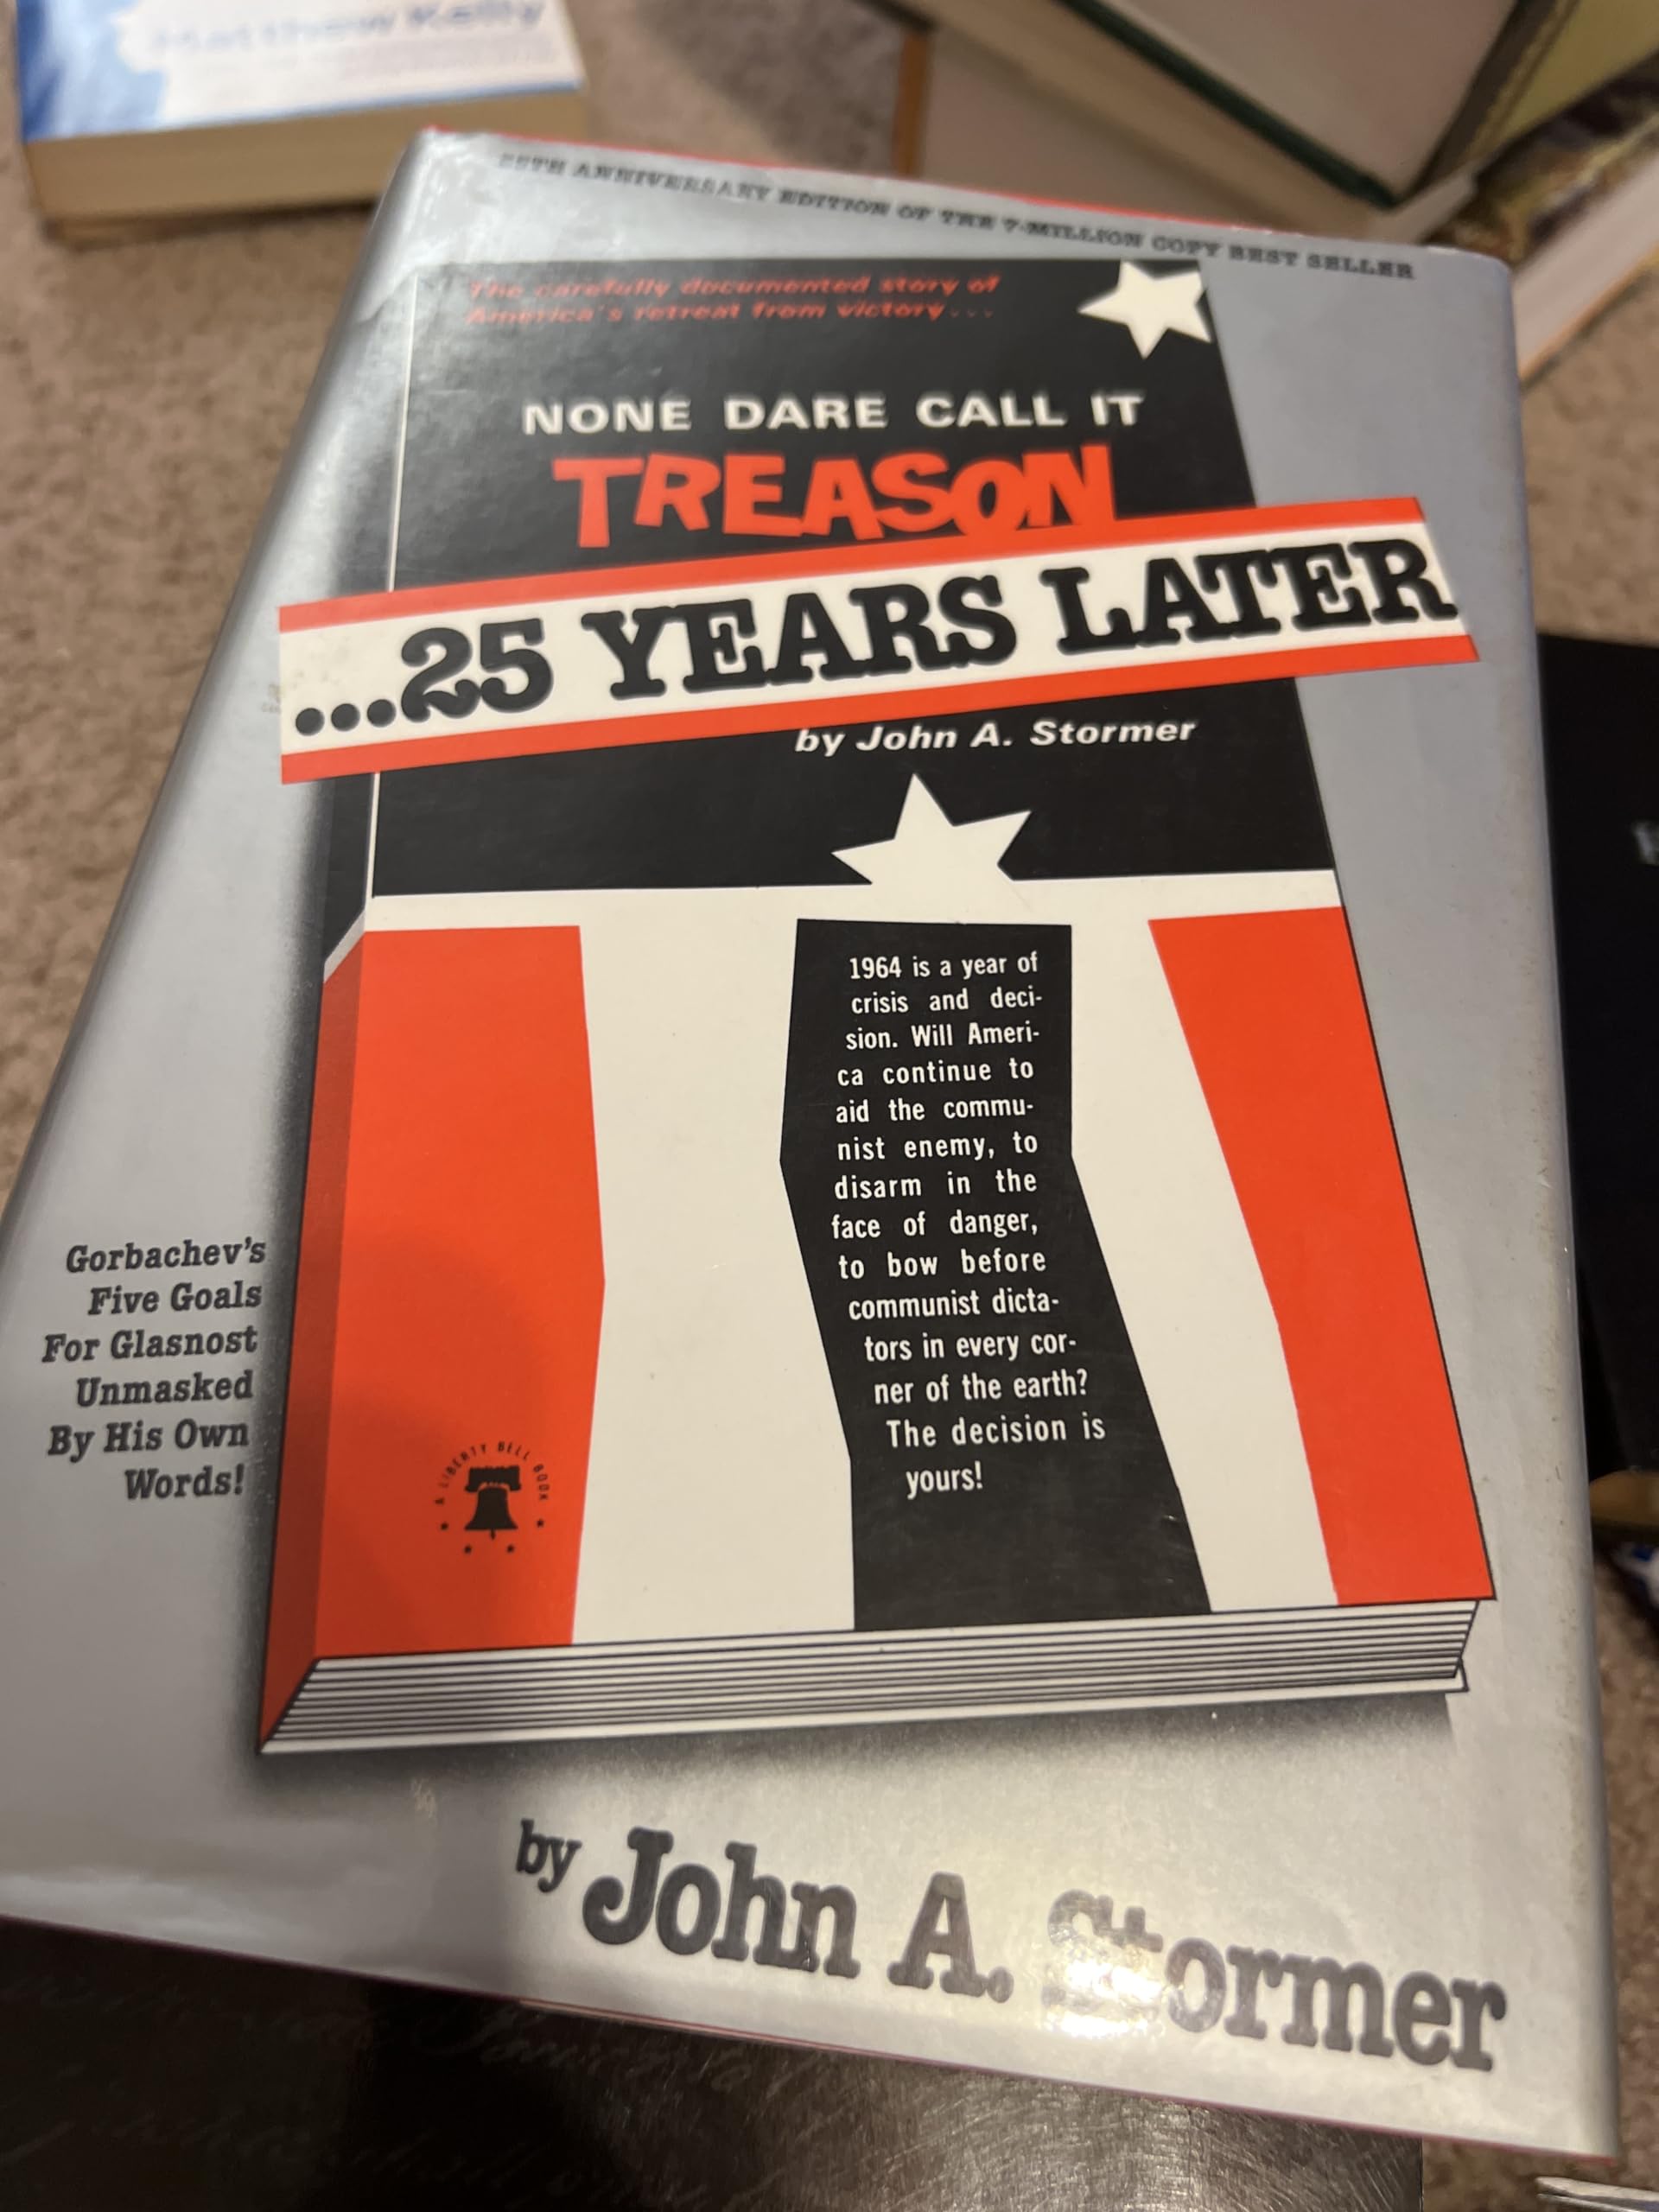 Matthew Kelly
25TH ANNIVERSARY EDITION OF THE 7-MILLION COPY BEST SELLER
The carefully documented story of
America's retreat from victory...
NONE DARE CALL IT
TREASON
...25 YEARS LATER
by John A. Stormer
1964 is a year of
crisis and deci-
sion. Will Ameri-
ca continue to
aid the commu-
nist enemy, to
disarm in the
face of danger,
to bow before
communist dicta-
tors in every cor-
ner of the earth?
The decision is
yours!
Gorbachev's
Five Goals
For Glasnost
Unmasked
By His Own
Words!
A LIBERTY BELL BOOK
by John A. Stormer